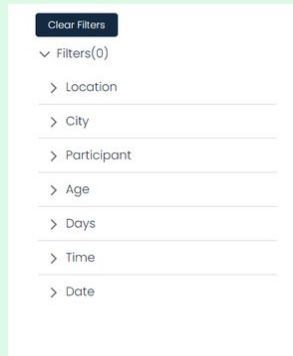 Clear Filters
Filters(0)
Location
City
Participant
Age
Days
Time
Date